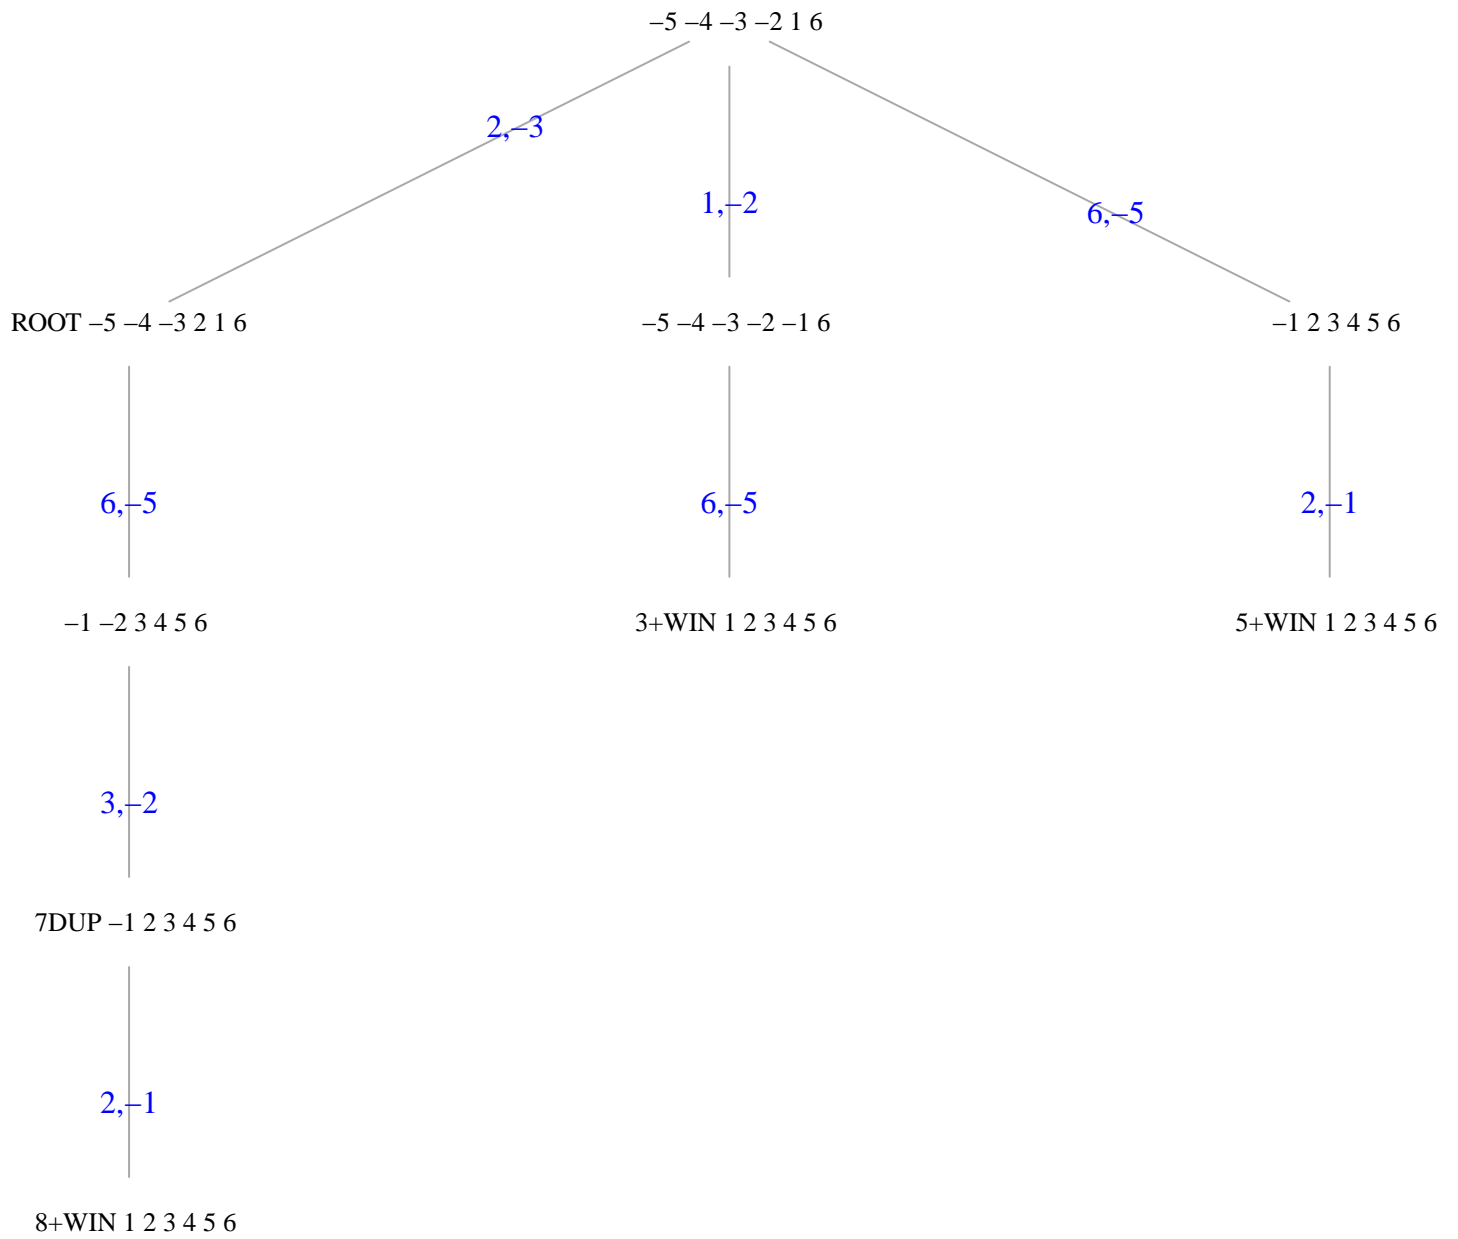 –5 –4 –3 –2 1 6
2,–3
1,–2
6,–5
ROOT –5 –4 –3 2 1 6
–5 –4 –3 –2 –1 6
–1 2 3 4 5 6
6,–5
6,–5
2,–1
–1 –2 3 4 5 6
3+WIN 1 2 3 4 5 6
5+WIN 1 2 3 4 5 6
3,–2
7DUP –1 2 3 4 5 6
2,–1
8+WIN 1 2 3 4 5 6